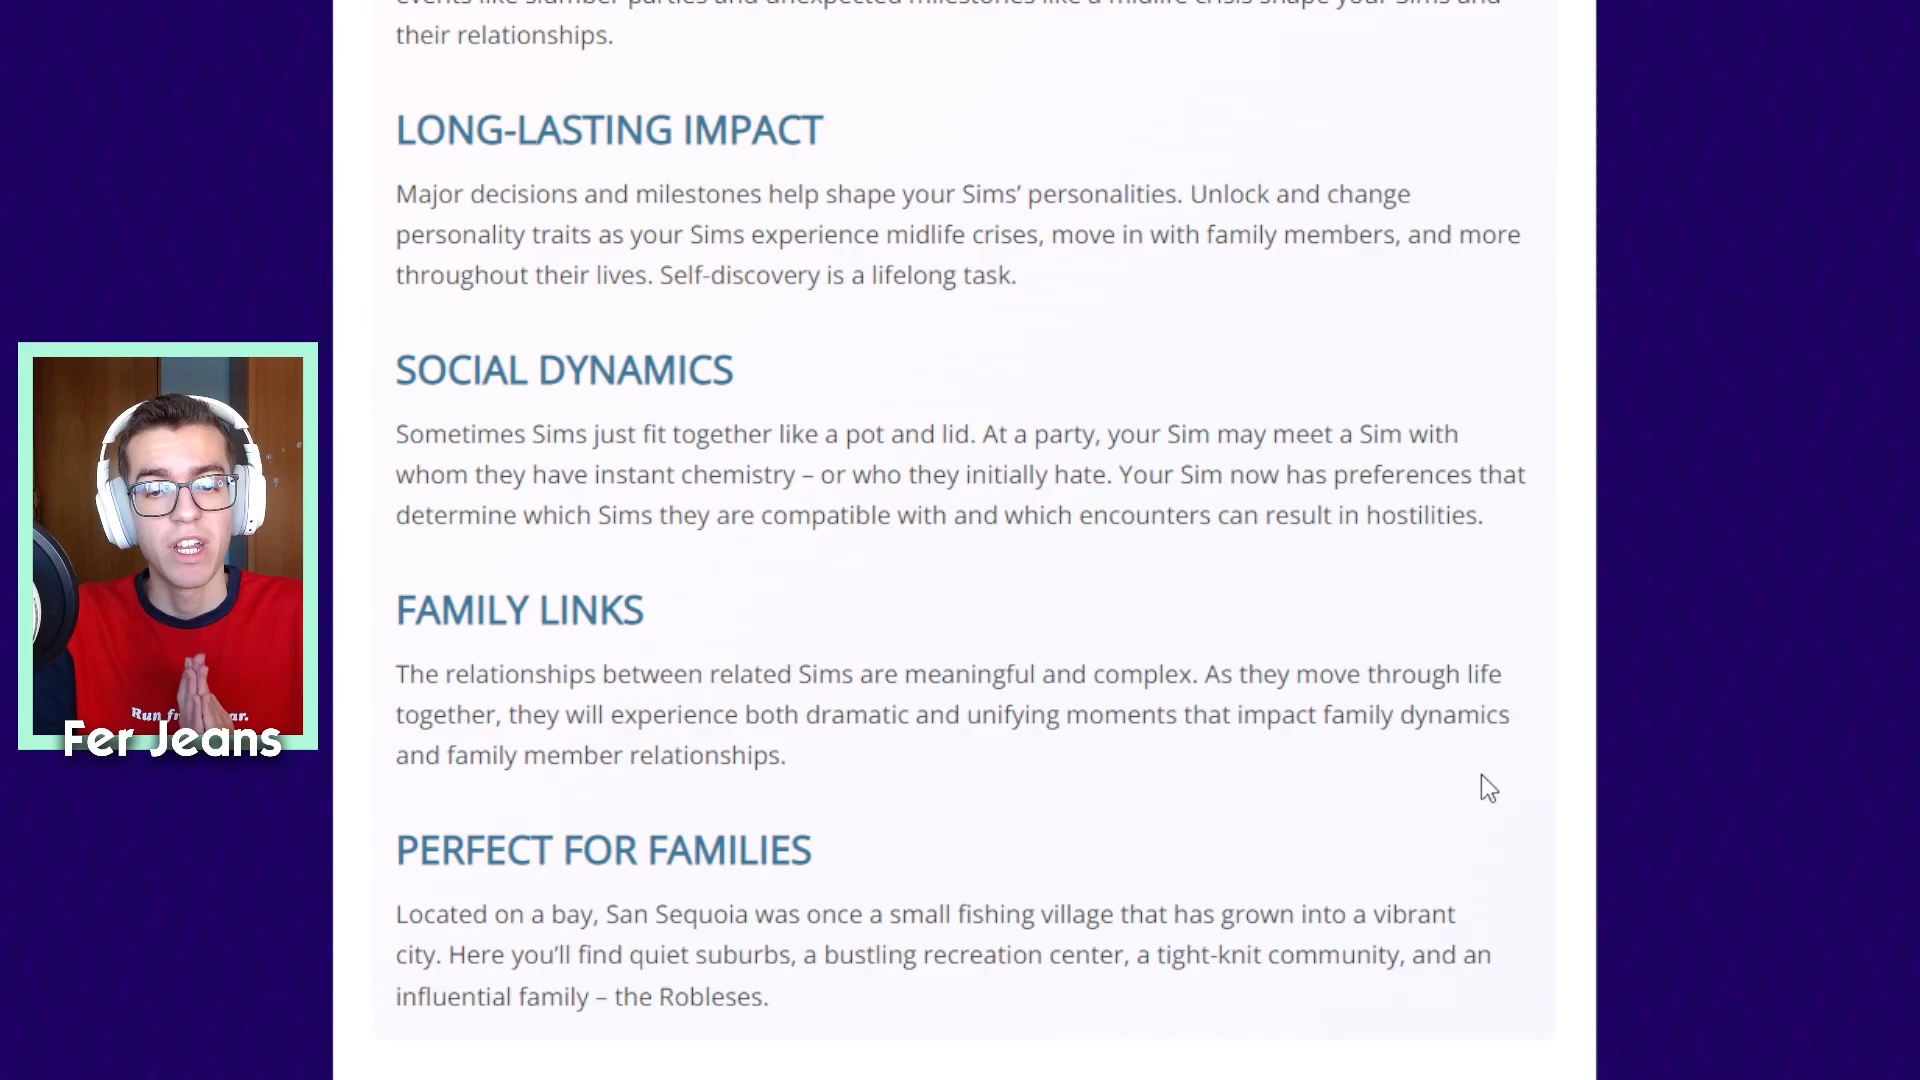 their relationships.
LONG-LASTING IMPACT
Major decisions and milestones help shape your Sims’ personalities. Unlock and change
personality traits as your Sims experience midlife crises, move in with family members, and more
throughout their lives. Self-discovery is a lifelong task.
SOCIAL DYNAMICS
Sometimes Sims just fit together like a pot and lid. At a party, your Sim may meet a Sim with
whom they have instant chemistry – or who they initially hate. Your Sim now has preferences that
determine which Sims they are compatible with and which encounters can result in hostilities.
FAMILY LINKS
The relationships between related Sims are meaningful and complex. As they move through life
together, they will experience both dramatic and unifying moments that impact family dynamics
and family member relationships.
PERFECT FOR FAMILIES
Located on a bay, San Sequoia was once a small fishing village that has grown into a vibrant
city. Here you’ll find quiet suburbs, a bustling recreation center, a tight-knit community, and an
influential family – the Robleses.
Run
Fer Jeans